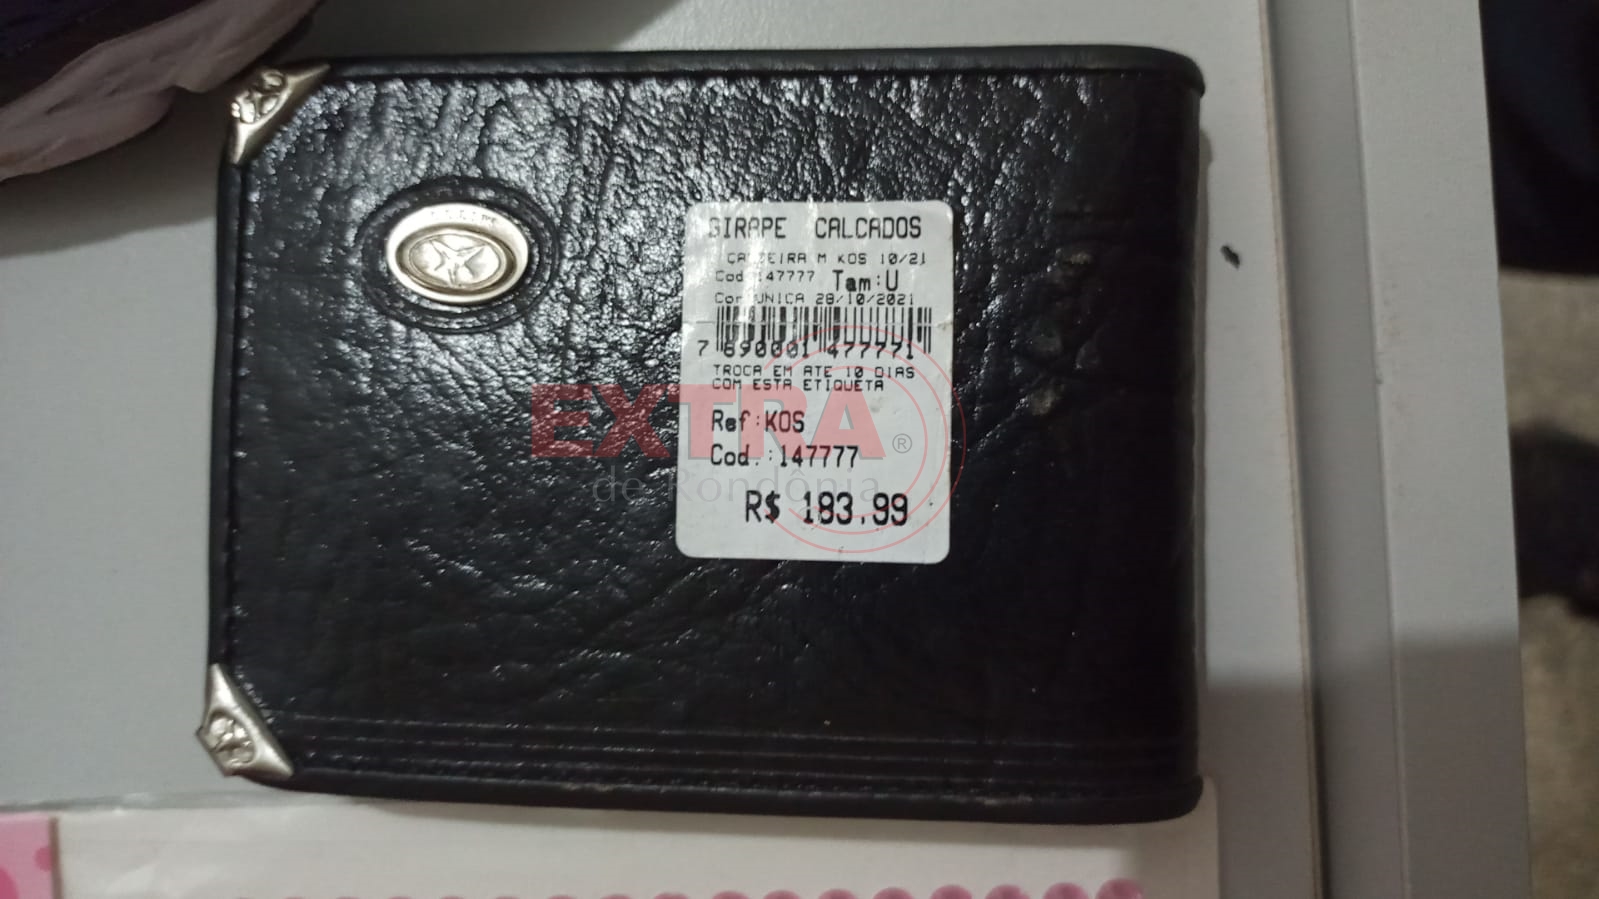 GIRAPE CALCADOS
CARTEIRA M KOS 10/21
Cod:147777 Tam:U
Cor:UNICA 28/10/2021
7 890001 477771
TROCA EM ATE 10 DIAS
COM ESTA ETIQUETA
EXTRA®
de Rondônia
Ref:KOS
Cod.:147777
R$ 183,99